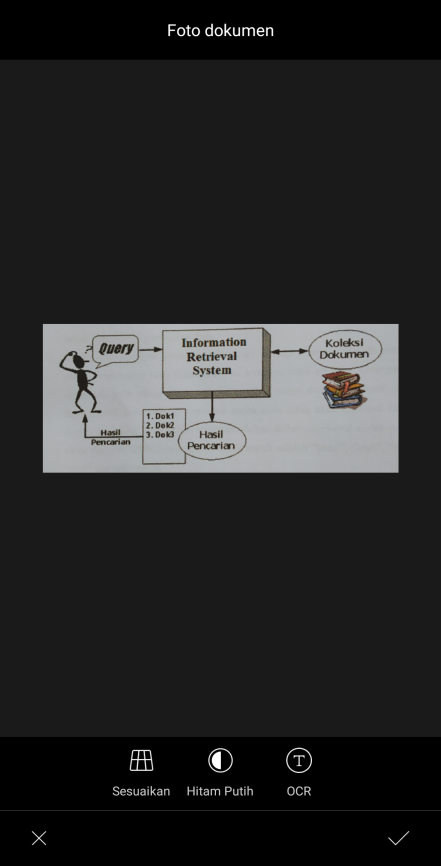 Foto dokumen
? Query
Information
Retrieval
System
Koleksi
Dokumen
1. Dok1
2. Dok2
3. Dok3
Hasil
Pencarian
Hasil
Pencarian
Sesuaikan
Hitam Putih
OCR